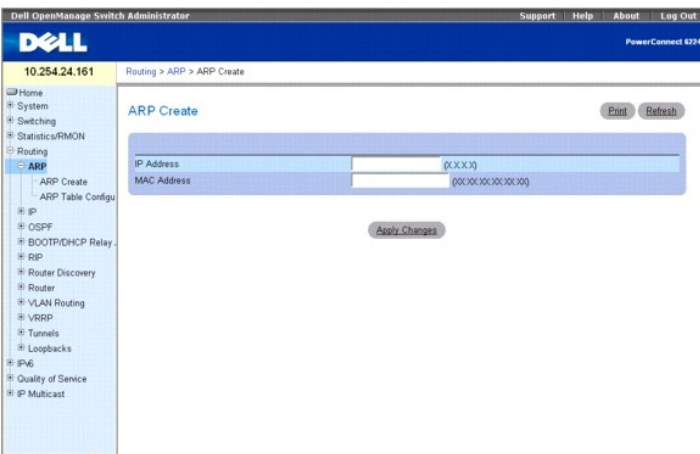 Dell OpenManage Switch Administrator
Support Help About Log Out
DELL
PowerConnect 6224
10.254.24.161
Routing > ARP > ARP Create
Home
System
Switching
Statistics/RMON
Routing
ARP
ARP Create
ARP Table Configu
IP
OSPF
BOOTP/DHCP Relay .
RIP
Router Discovery
Router
VLAN Routing
VRRP
Tunnels
Loopbacks
IPv6
Quality of Service
IP Multicast
ARP Create
Print Refresh
IP Address (X.X.X.X)
MAC Address (XX:XX:XX:XX:XX:XX)
Apply Changes